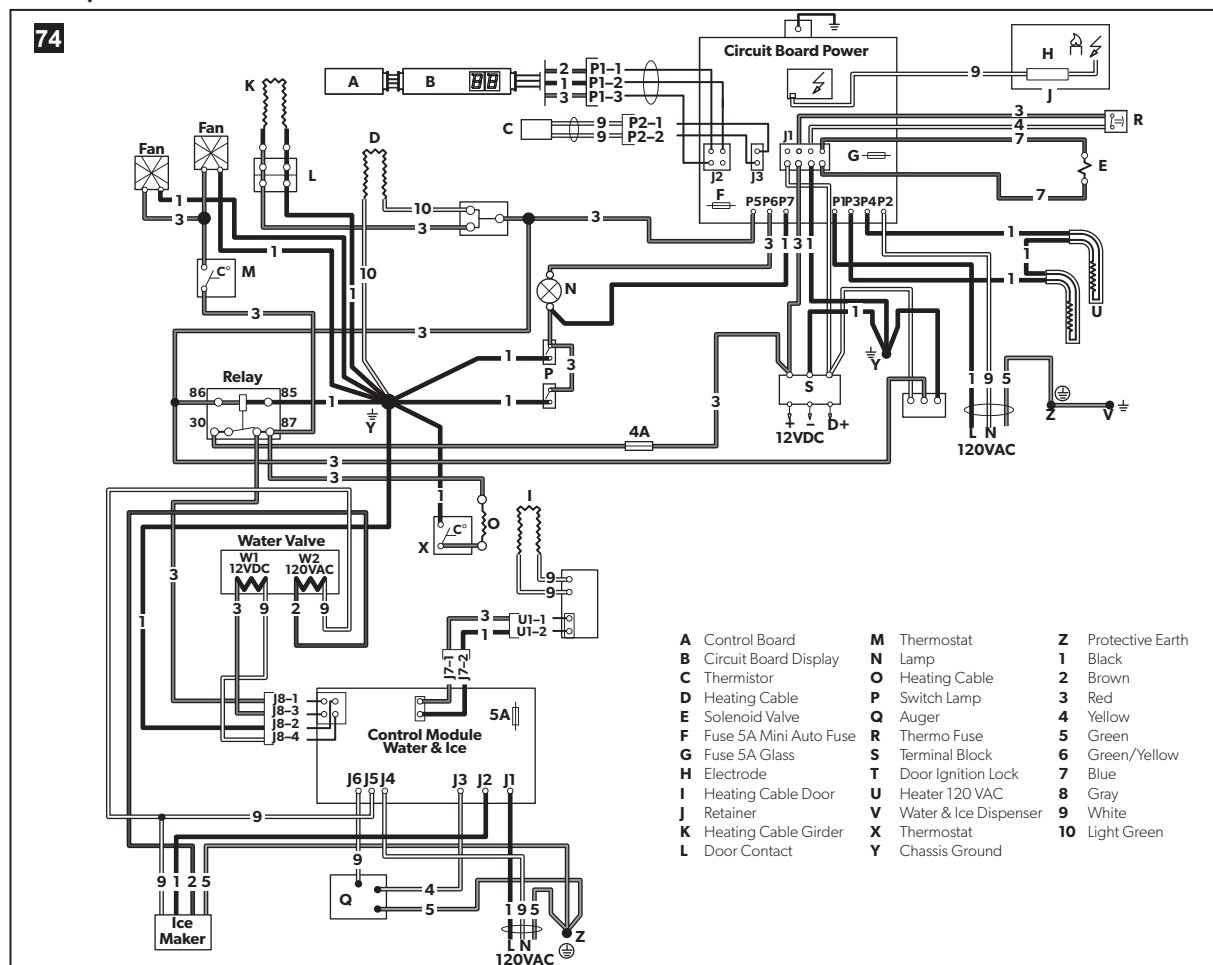 74
Circuit Board Power
H
J
9
A
B
88
2 P1–1
1 P1–2
3 P1–3
C
9 P2–1
9 P2–2
J2
J3
J1
G
F
3
4
7
R
E
7
P5 P6 P7
P1 P3 P4 P2
K
Fan
Fan
D
L
1
3
10
3
3
3
1
3
1
1
1
1
1
U
1
10
1
C°
M
N
3
3
1
P
3
1
3
1
Y
S
+ – D+
12VDC
1 9 5
L N
120VAC
Z
V
Relay
86
85
30
87
1
Y
4A
3
3
3
1
C°
X
O
I
Water Valve
W1
12VDC
W2
120VAC
3 9 2 9
3
1
9
9
3 U1–1
1 U1–2
J7–1
J7–2
J8–1
J8–3
J8–2
J8–4
5A
Control Module
Water & Ice
J6 J5 J4
J3 J2 J1
9
9
4
5
Q
9 1 2 5
Ice
Maker
1 9 5
L N
120VAC
Z
A Control Board
B Circuit Board Display
C Thermistor
D Heating Cable
E Solenoid Valve
F Fuse 5A Mini Auto Fuse
G Fuse 5A Glass
H Electrode
I Heating Cable Door
J Retainer
K Heating Cable Girder
L Door Contact
M Thermostat
N Lamp
O Heating Cable
P Switch Lamp
Q Auger
R Thermo Fuse
S Terminal Block
T Door Ignition Lock
U Heater 120 VAC
V Water & Ice Dispenser
X Thermostat
Y Chassis Ground
Z Protective Earth
1 Black
2 Brown
3 Red
4 Yellow
5 Green
6 Green/Yellow
7 Blue
8 Gray
9 White
10 Light Green